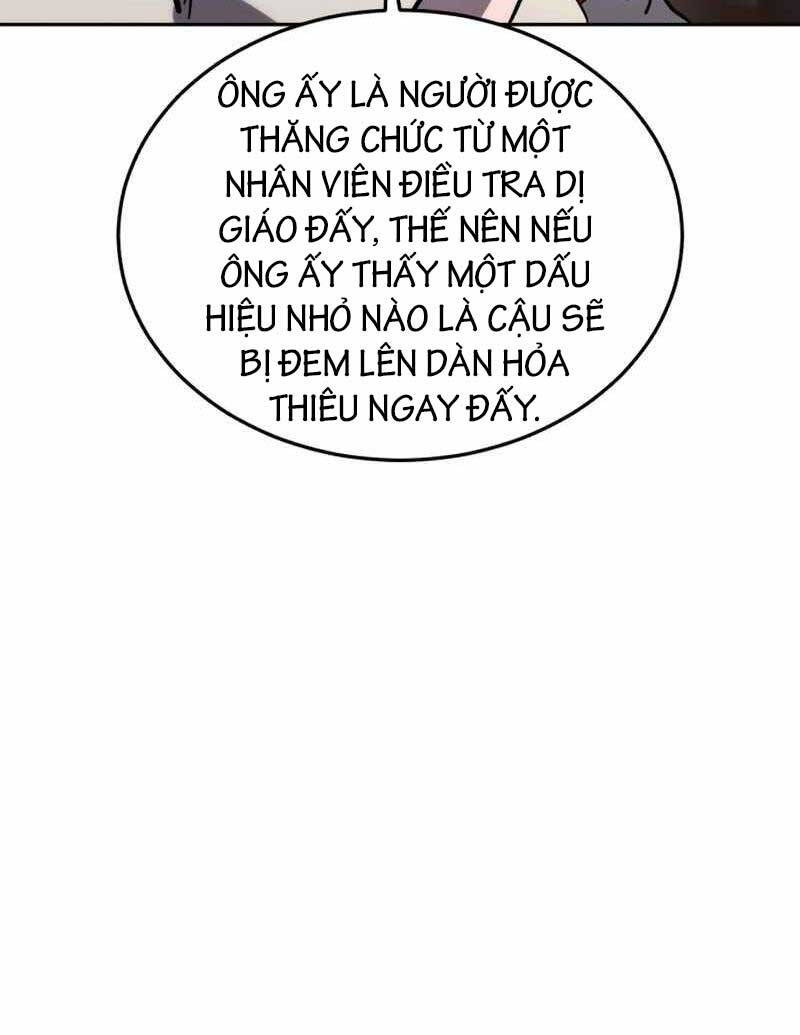 ÔNG ẤY LÀ NGƯỜI ĐƯỢC
THĂNG CHỨC TỪ MỘT
NHÂN VIÊN ĐIỀU TRA DỊ
GIÁO ĐẤY, THẾ NÊN NẾU
ÔNG ẤY THẤY MỘT DẤU
HIỆU NHỎ NÀO LÀ CẬU SẼ
BỊ ĐEM LÊN DÀN HỎA
THIÊU NGAY ĐẤY.